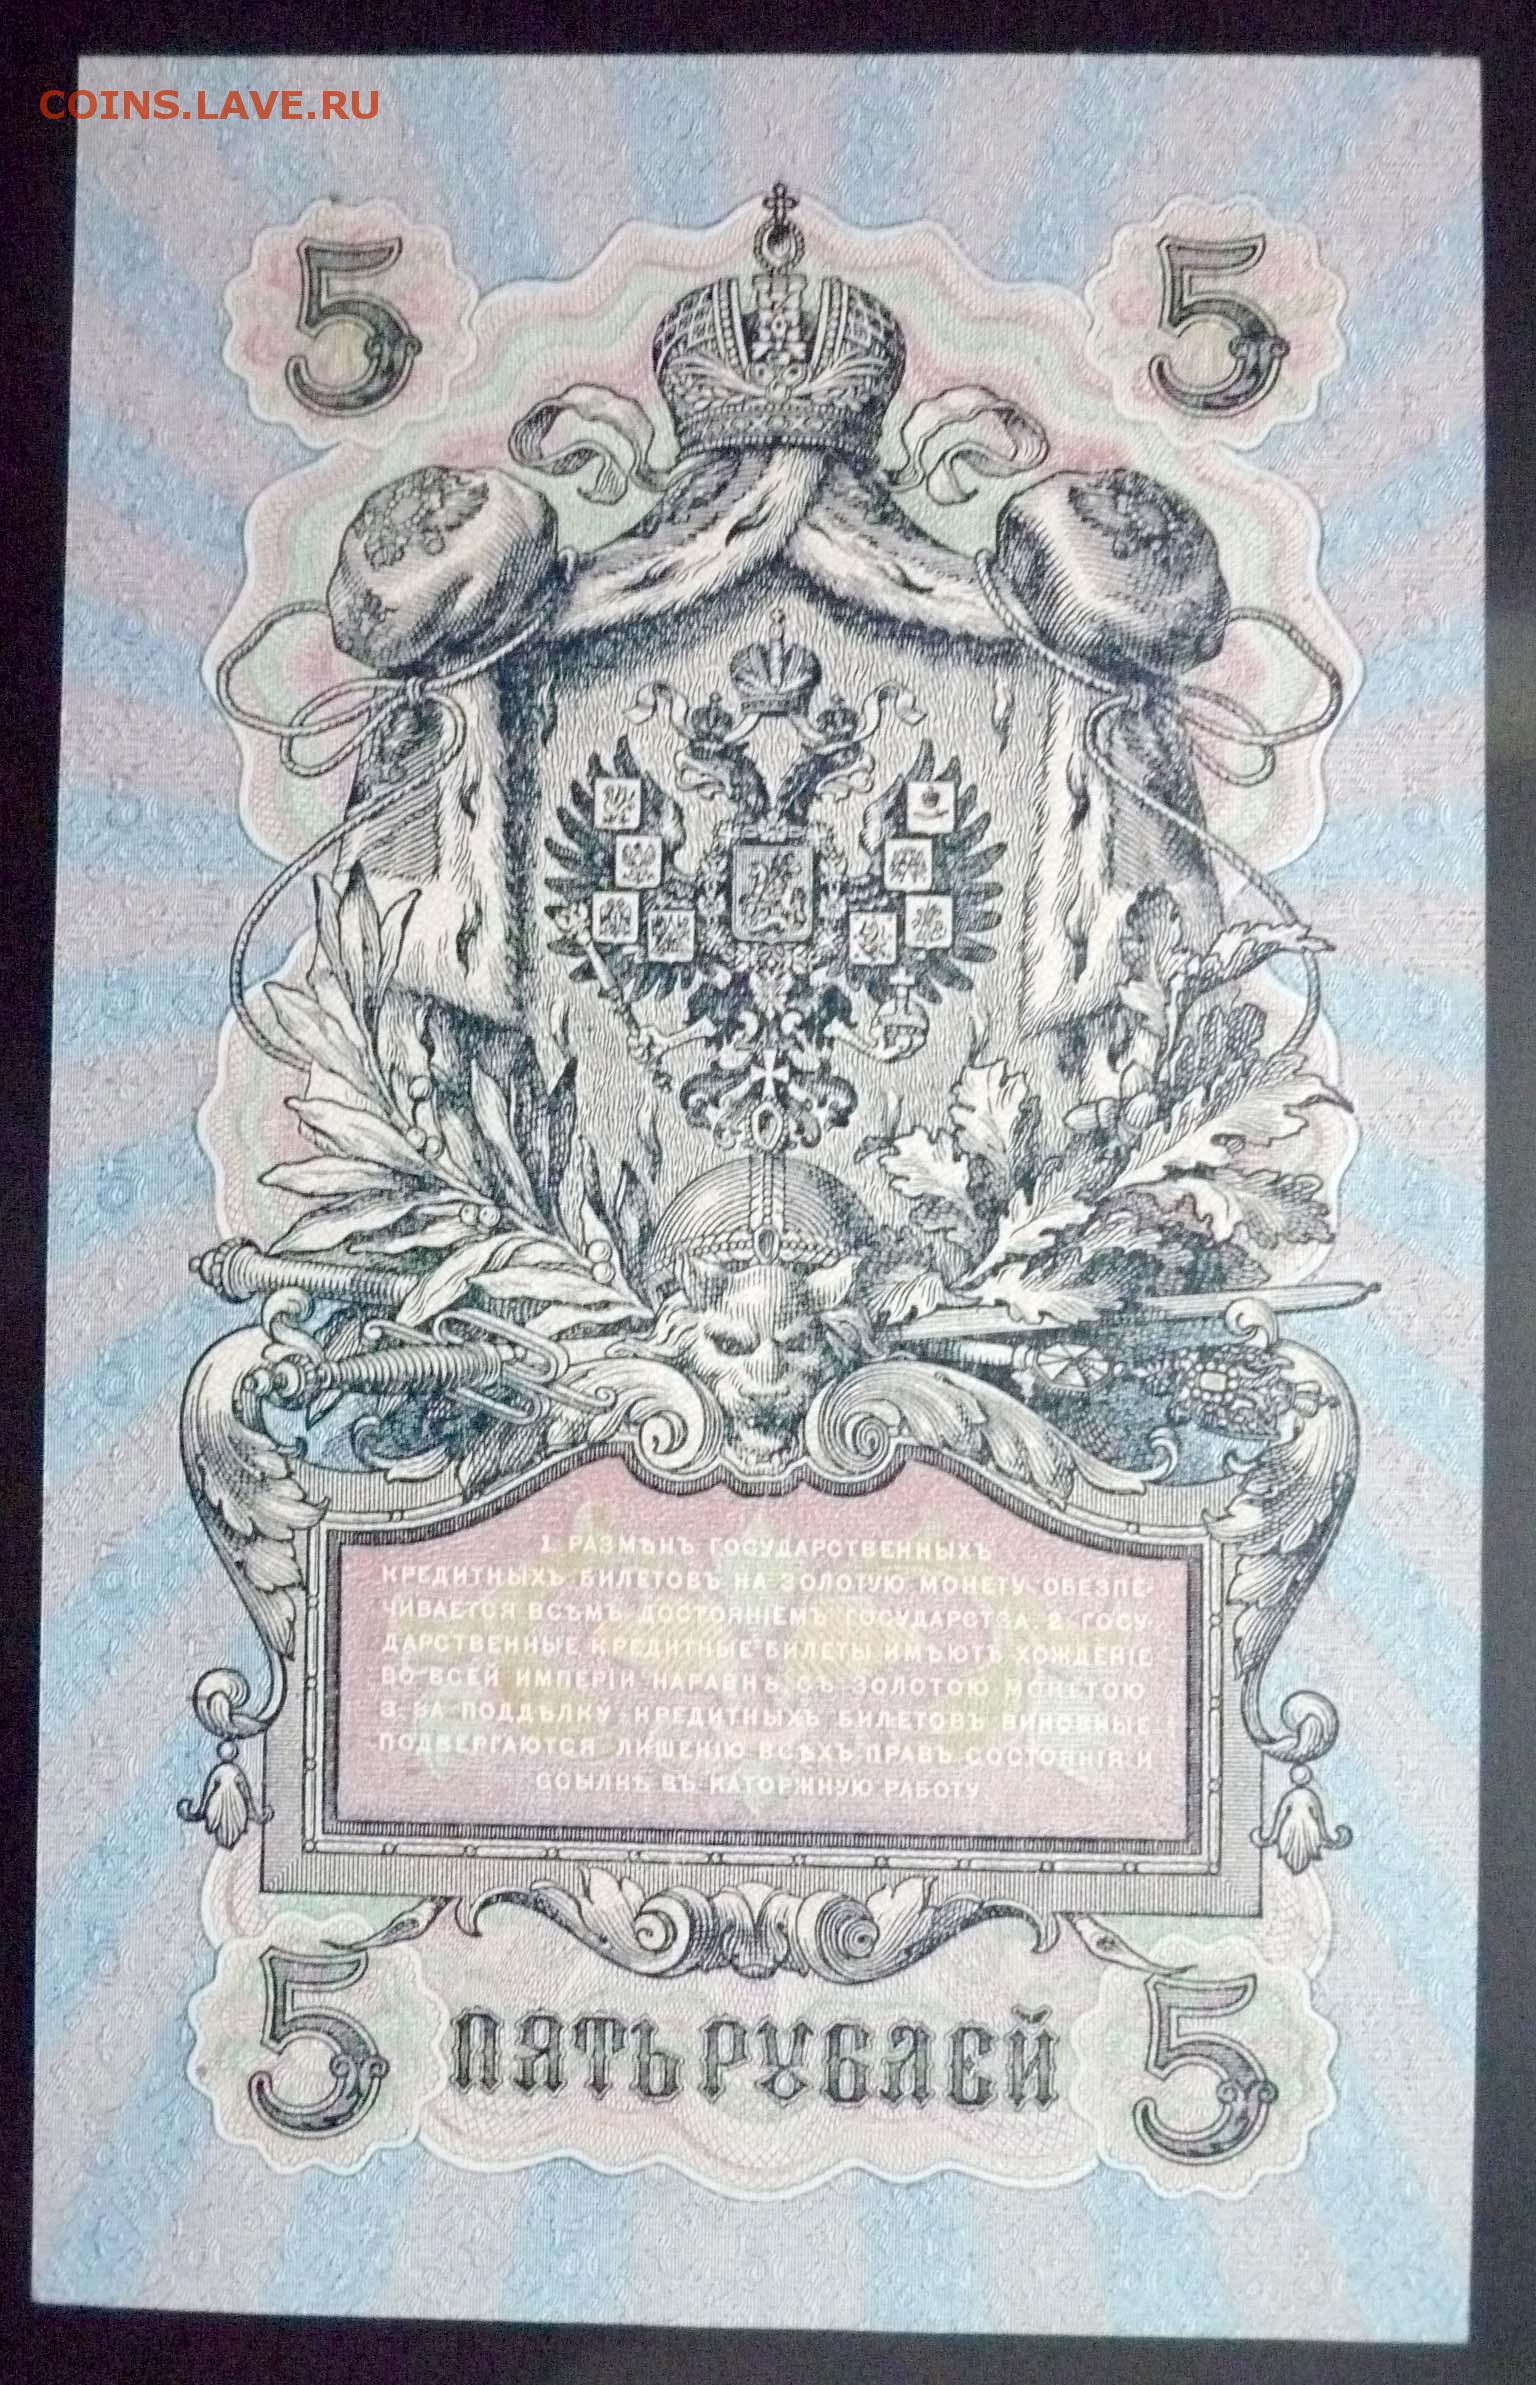 COINS.LAVE.RU
5 5
1 РАЗМѢНЪ ГОСУДАРСТВЕННЫХЪ
КРЕДИТНЫХЪ БИЛЕТОВЪ НА ЗОЛОТУЮ МОНЕТУ ОБЕЗПЕ-
ЧИВАЕТСЯ ВСѢМЪ ДОСТОЯНІЕМЪ ГОСУДАРСТВА 2 ГОСУ-
ДАРСТВЕННЫЕ КРЕДИТНЫЕ БИЛЕТЫ ИМѢЮТЪ ХОЖДЕНІЕ
ВО ВСЕЙ ИМПЕРІИ НАРАВНѢ СЪ ЗОЛОТОЮ МОНЕТОЮ
3 ЗА ПОДДѢЛКУ КРЕДИТНЫХЪ БИЛЕТОВЪ ВИНОВНЫЕ
ПОДВЕРГАЮТСЯ ЛИШЕНІЮ ВСѢХЪ ПРАВЪ СОСТОЯНІЯ И
ССЫЛКѢ ВЪ КАТОРЖНУЮ РАБОТУ
5 ПЯТЬ РУБЛЕЙ 5